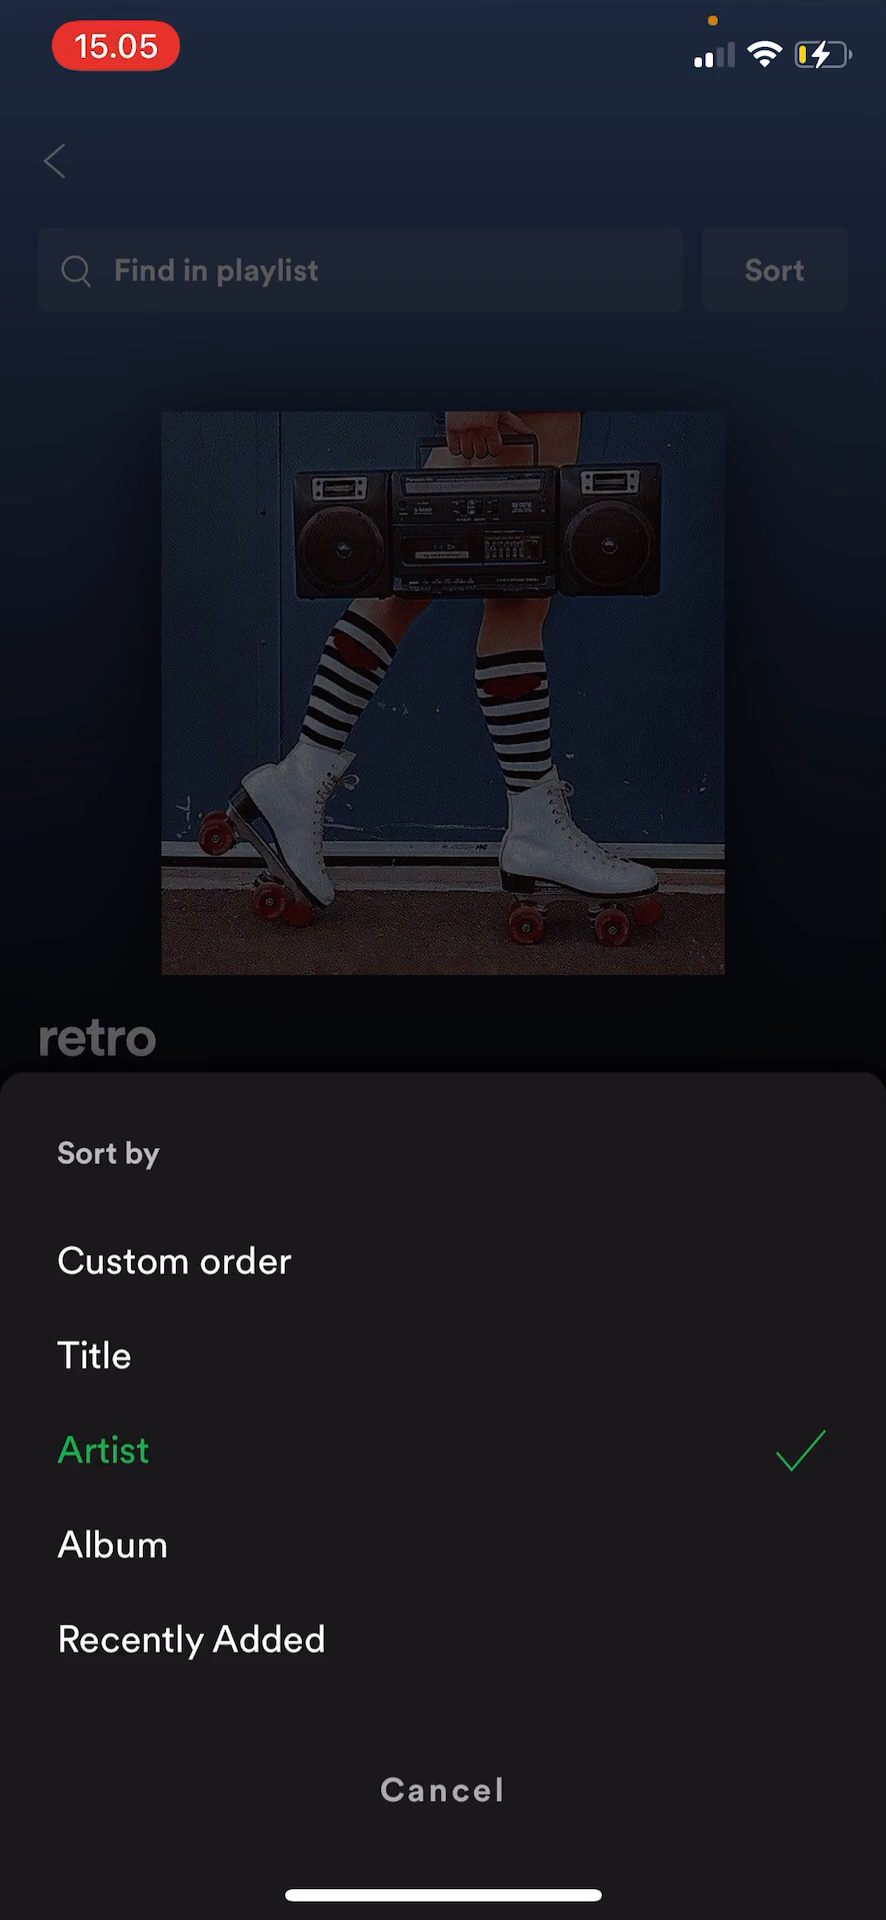 15.05
Find in playlist
Sort
retro
Sort by
Custom order
Title
Artist
Album
Recently Added
Cancel